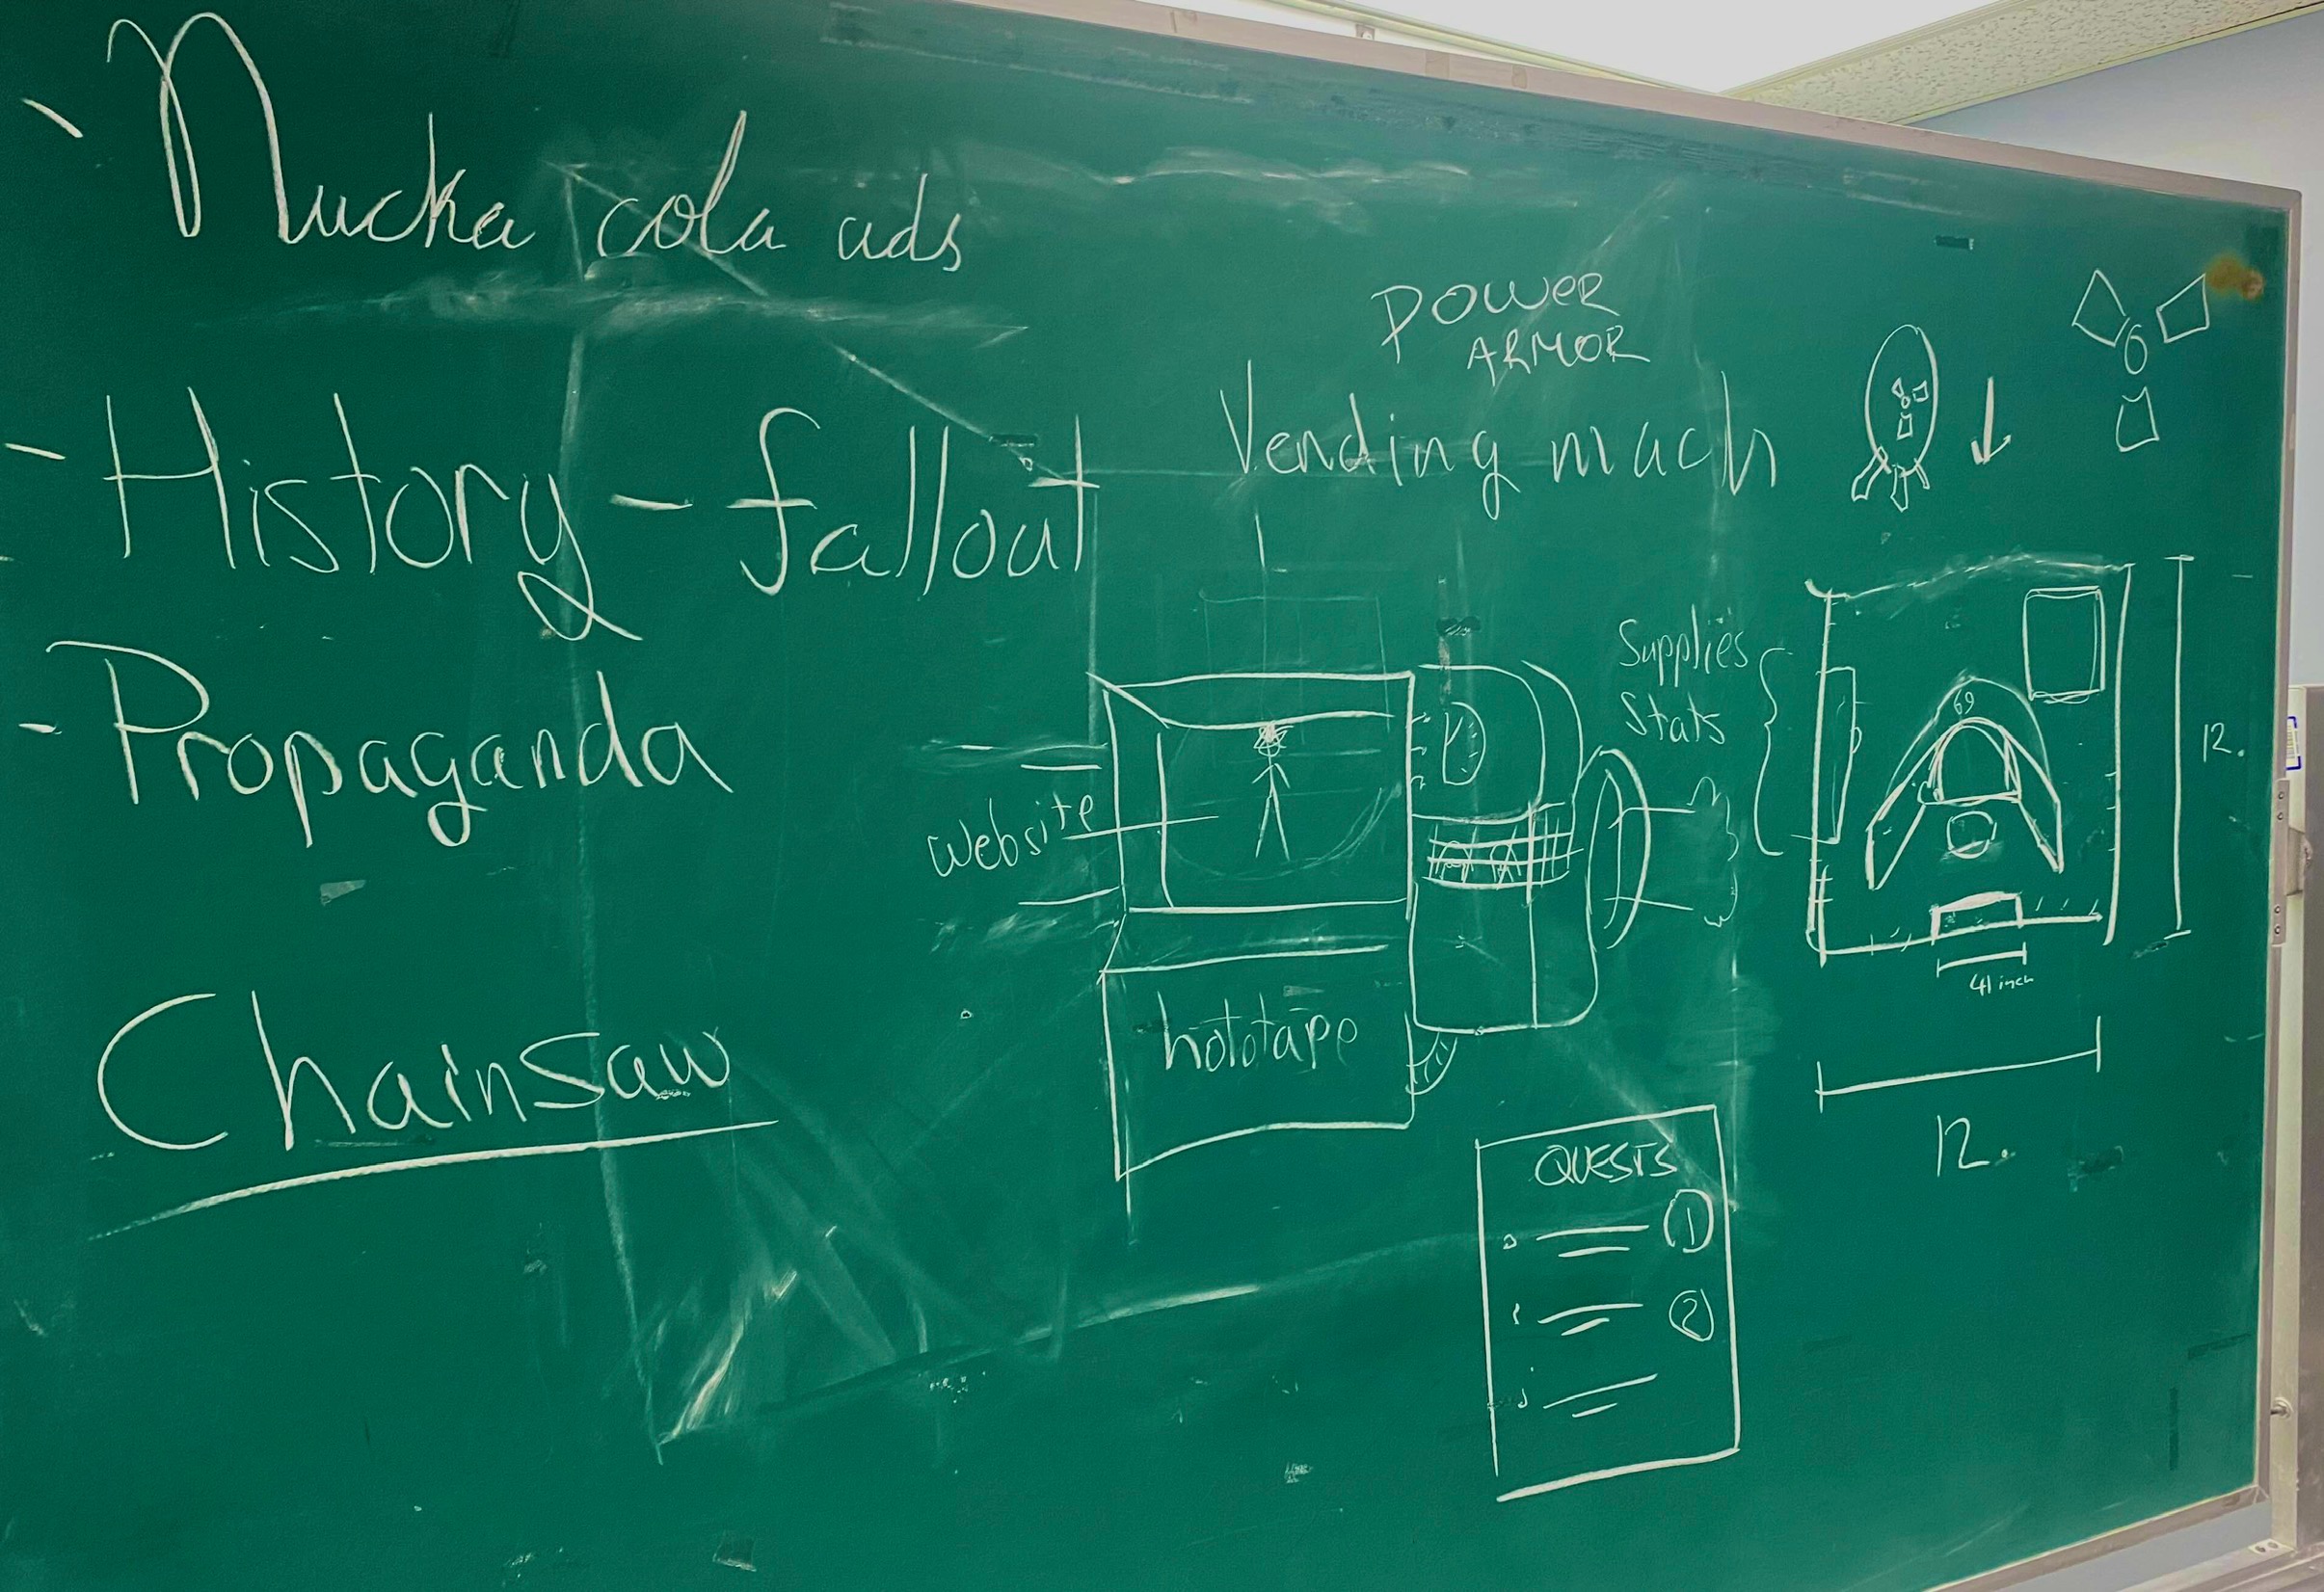 - Nucka cola ads
- History - fallout
- Propaganda
Chainsaw
POWER
ARMOR
Vending mach
Supplies
Stats
website
hototape
69
12.
41 inch
12.
QUESTS
1
2